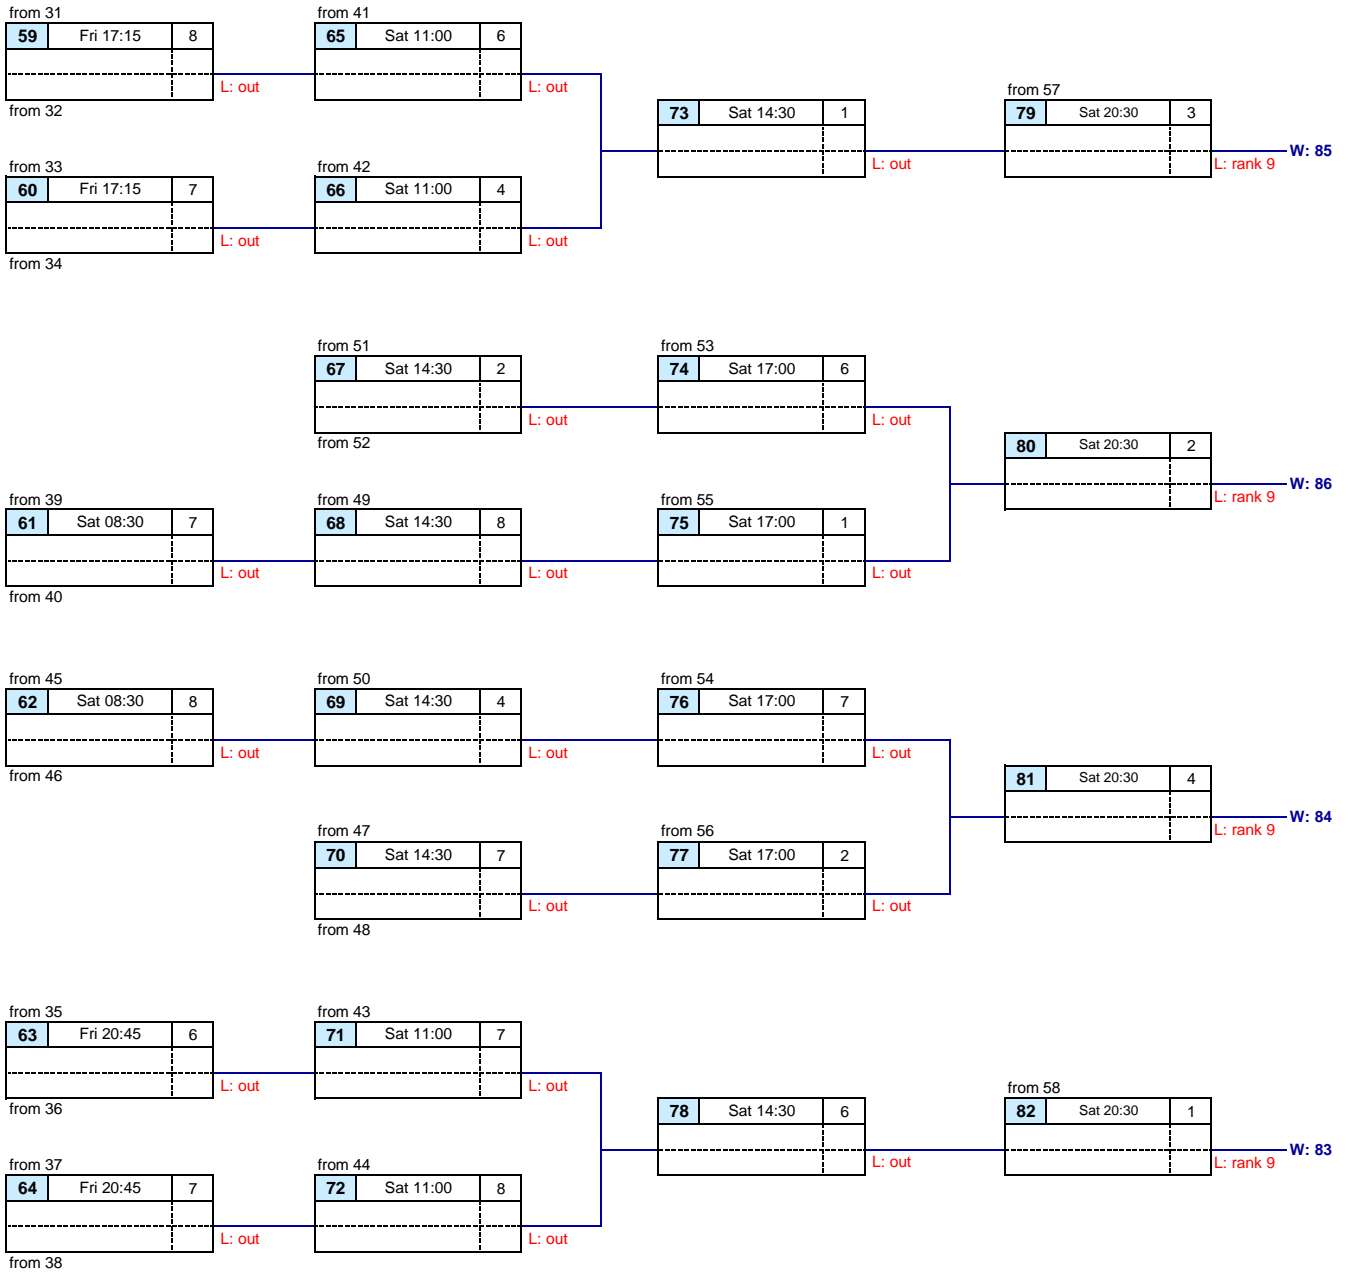 from 31
from 41
59 Fri 17:15 8
65 Sat 11:00 6
L: out
L: out
from 57
from 32
73 Sat 14:30 1
79 Sat 20:30 3
W: 85
from 33
from 42
L: out
L: rank 9
60 Fri 17:15 7
66 Sat 11:00 4
L: out
L: out
from 34
from 51
from 53
67 Sat 14:30 2
74 Sat 17:00 6
L: out
L: out
from 52
80 Sat 20:30 2
W: 86
from 39
from 49
from 55
L: rank 9
61 Sat 08:30 7
68 Sat 14:30 8
75 Sat 17:00 1
L: out
L: out
L: out
from 40
from 45
from 50
from 54
62 Sat 08:30 8
69 Sat 14:30 4
76 Sat 17:00 7
L: out
L: out
L: out
from 46
81 Sat 20:30 4
W: 84
from 47
from 56
L: rank 9
70 Sat 14:30 7
77 Sat 17:00 2
L: out
L: out
from 48
from 35
from 43
63 Fri 20:45 6
71 Sat 11:00 7
L: out
L: out
from 58
from 36
78 Sat 14:30 6
82 Sat 20:30 1
W: 83
from 37
from 44
L: out
L: rank 9
64 Fri 20:45 7
72 Sat 11:00 8
L: out
L: out
from 38